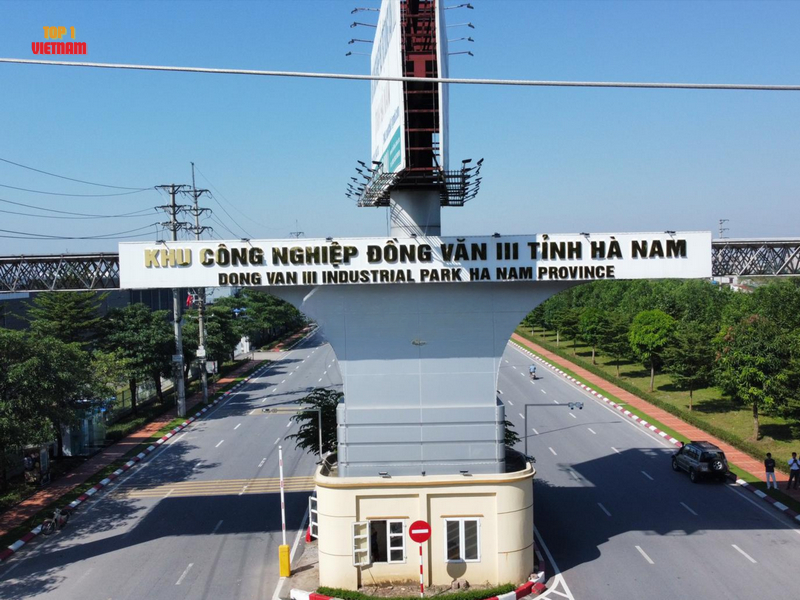 TOP 1
VIETNAM
KHU CÔNG NGHIỆP ĐỒNG VĂN III TỈNH HÀ NAM
DONG VAN III INDUSTRIAL PARK HA NAM PROVINCE